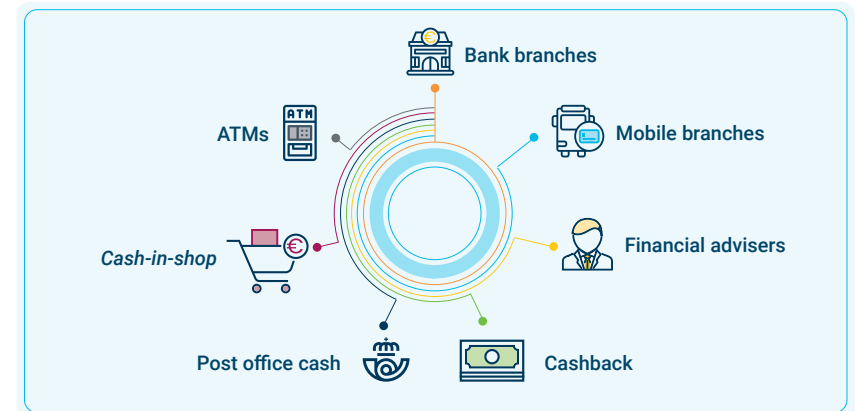 Bank branches
ATM
ATMs
Mobile branches
Cash-in-shop
€
Financial advisers
Post office cash
Cashback